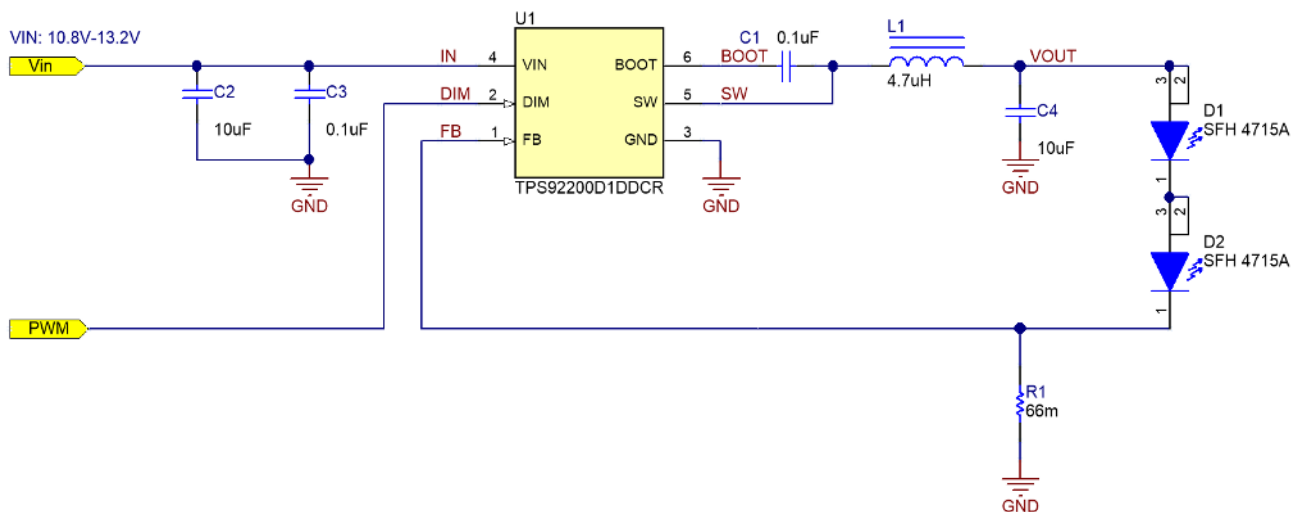 VIN: 10.8V-13.2V
Vin
C2
10uF
C3
0.1uF
GND
IN
DIM
FB
4
2
1
U1
VIN
DIM
FB
BOOT
SW
GND
TPS92200D1DDCR
6
5
3
BOOT
SW
GND
C1
0.1uF
L1
4.7uH
VOUT
C4
10uF
GND
3
2
D1
SFH 4715A
1
3
2
D2
SFH 4715A
1
PWM
R1
66m
GND